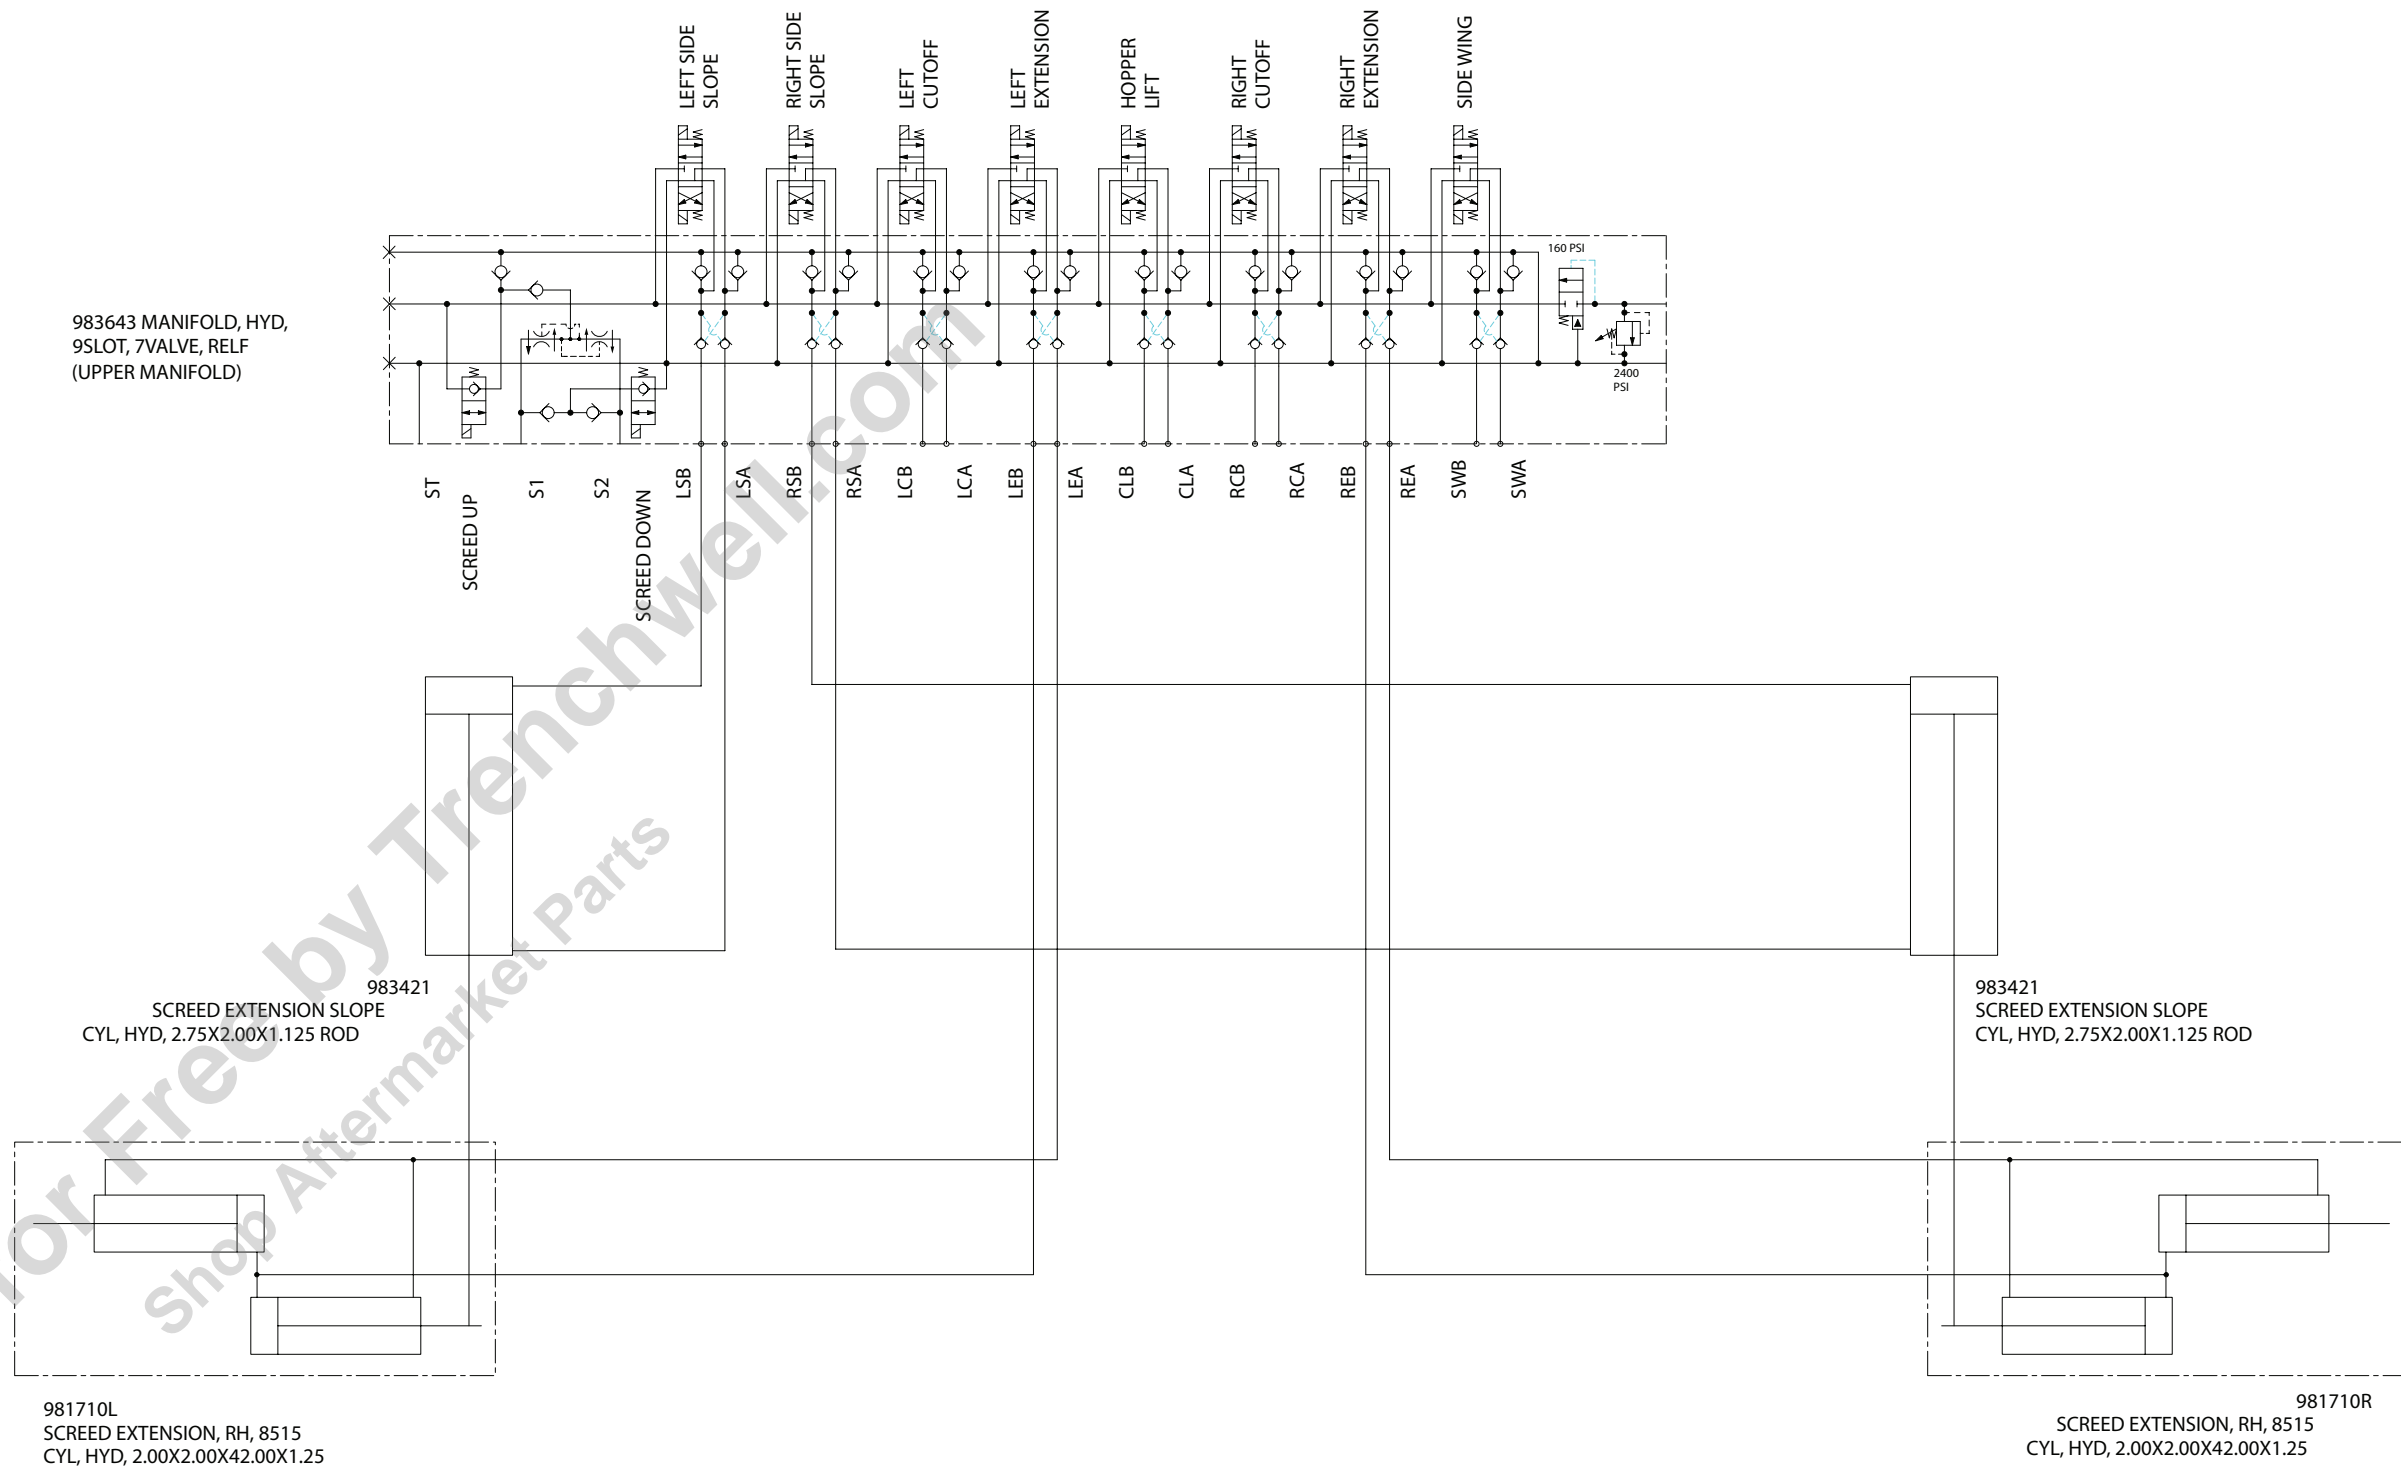 LEFT SIDE
SLOPE
RIGHT SIDE
SLOPE
LEFT
CUTOFF
LEFT
EXTENSION
HOPPER
LIFT
RIGHT
CUTOFF
RIGHT
EXTENSION
SIDE WING
160 PSI
983643 MANIFOLD, HYD,
9SLOT, 7VALVE, RELF
(UPPER MANIFOLD)
2400
PSI
ST
SCREED UP
S1
S2
SCREED DOWN
LSB
LSA
RSB
RSA
LCB
LCA
LEB
LEA
CLB
CLA
RCB
RCA
REB
REA
SWB
SWA
983421
SCREED EXTENSION SLOPE
CYL, HYD, 2.75X2.00X1.125 ROD
983421
SCREED EXTENSION SLOPE
CYL, HYD, 2.75X2.00X1.125 ROD
981710L
SCREED EXTENSION, RH, 8515
CYL, HYD, 2.00X2.00X42.00X1.25
981710R
SCREED EXTENSION, RH, 8515
CYL, HYD, 2.00X2.00X42.00X1.25
for Free by Trenchwell.com
Shop Aftermarket Parts